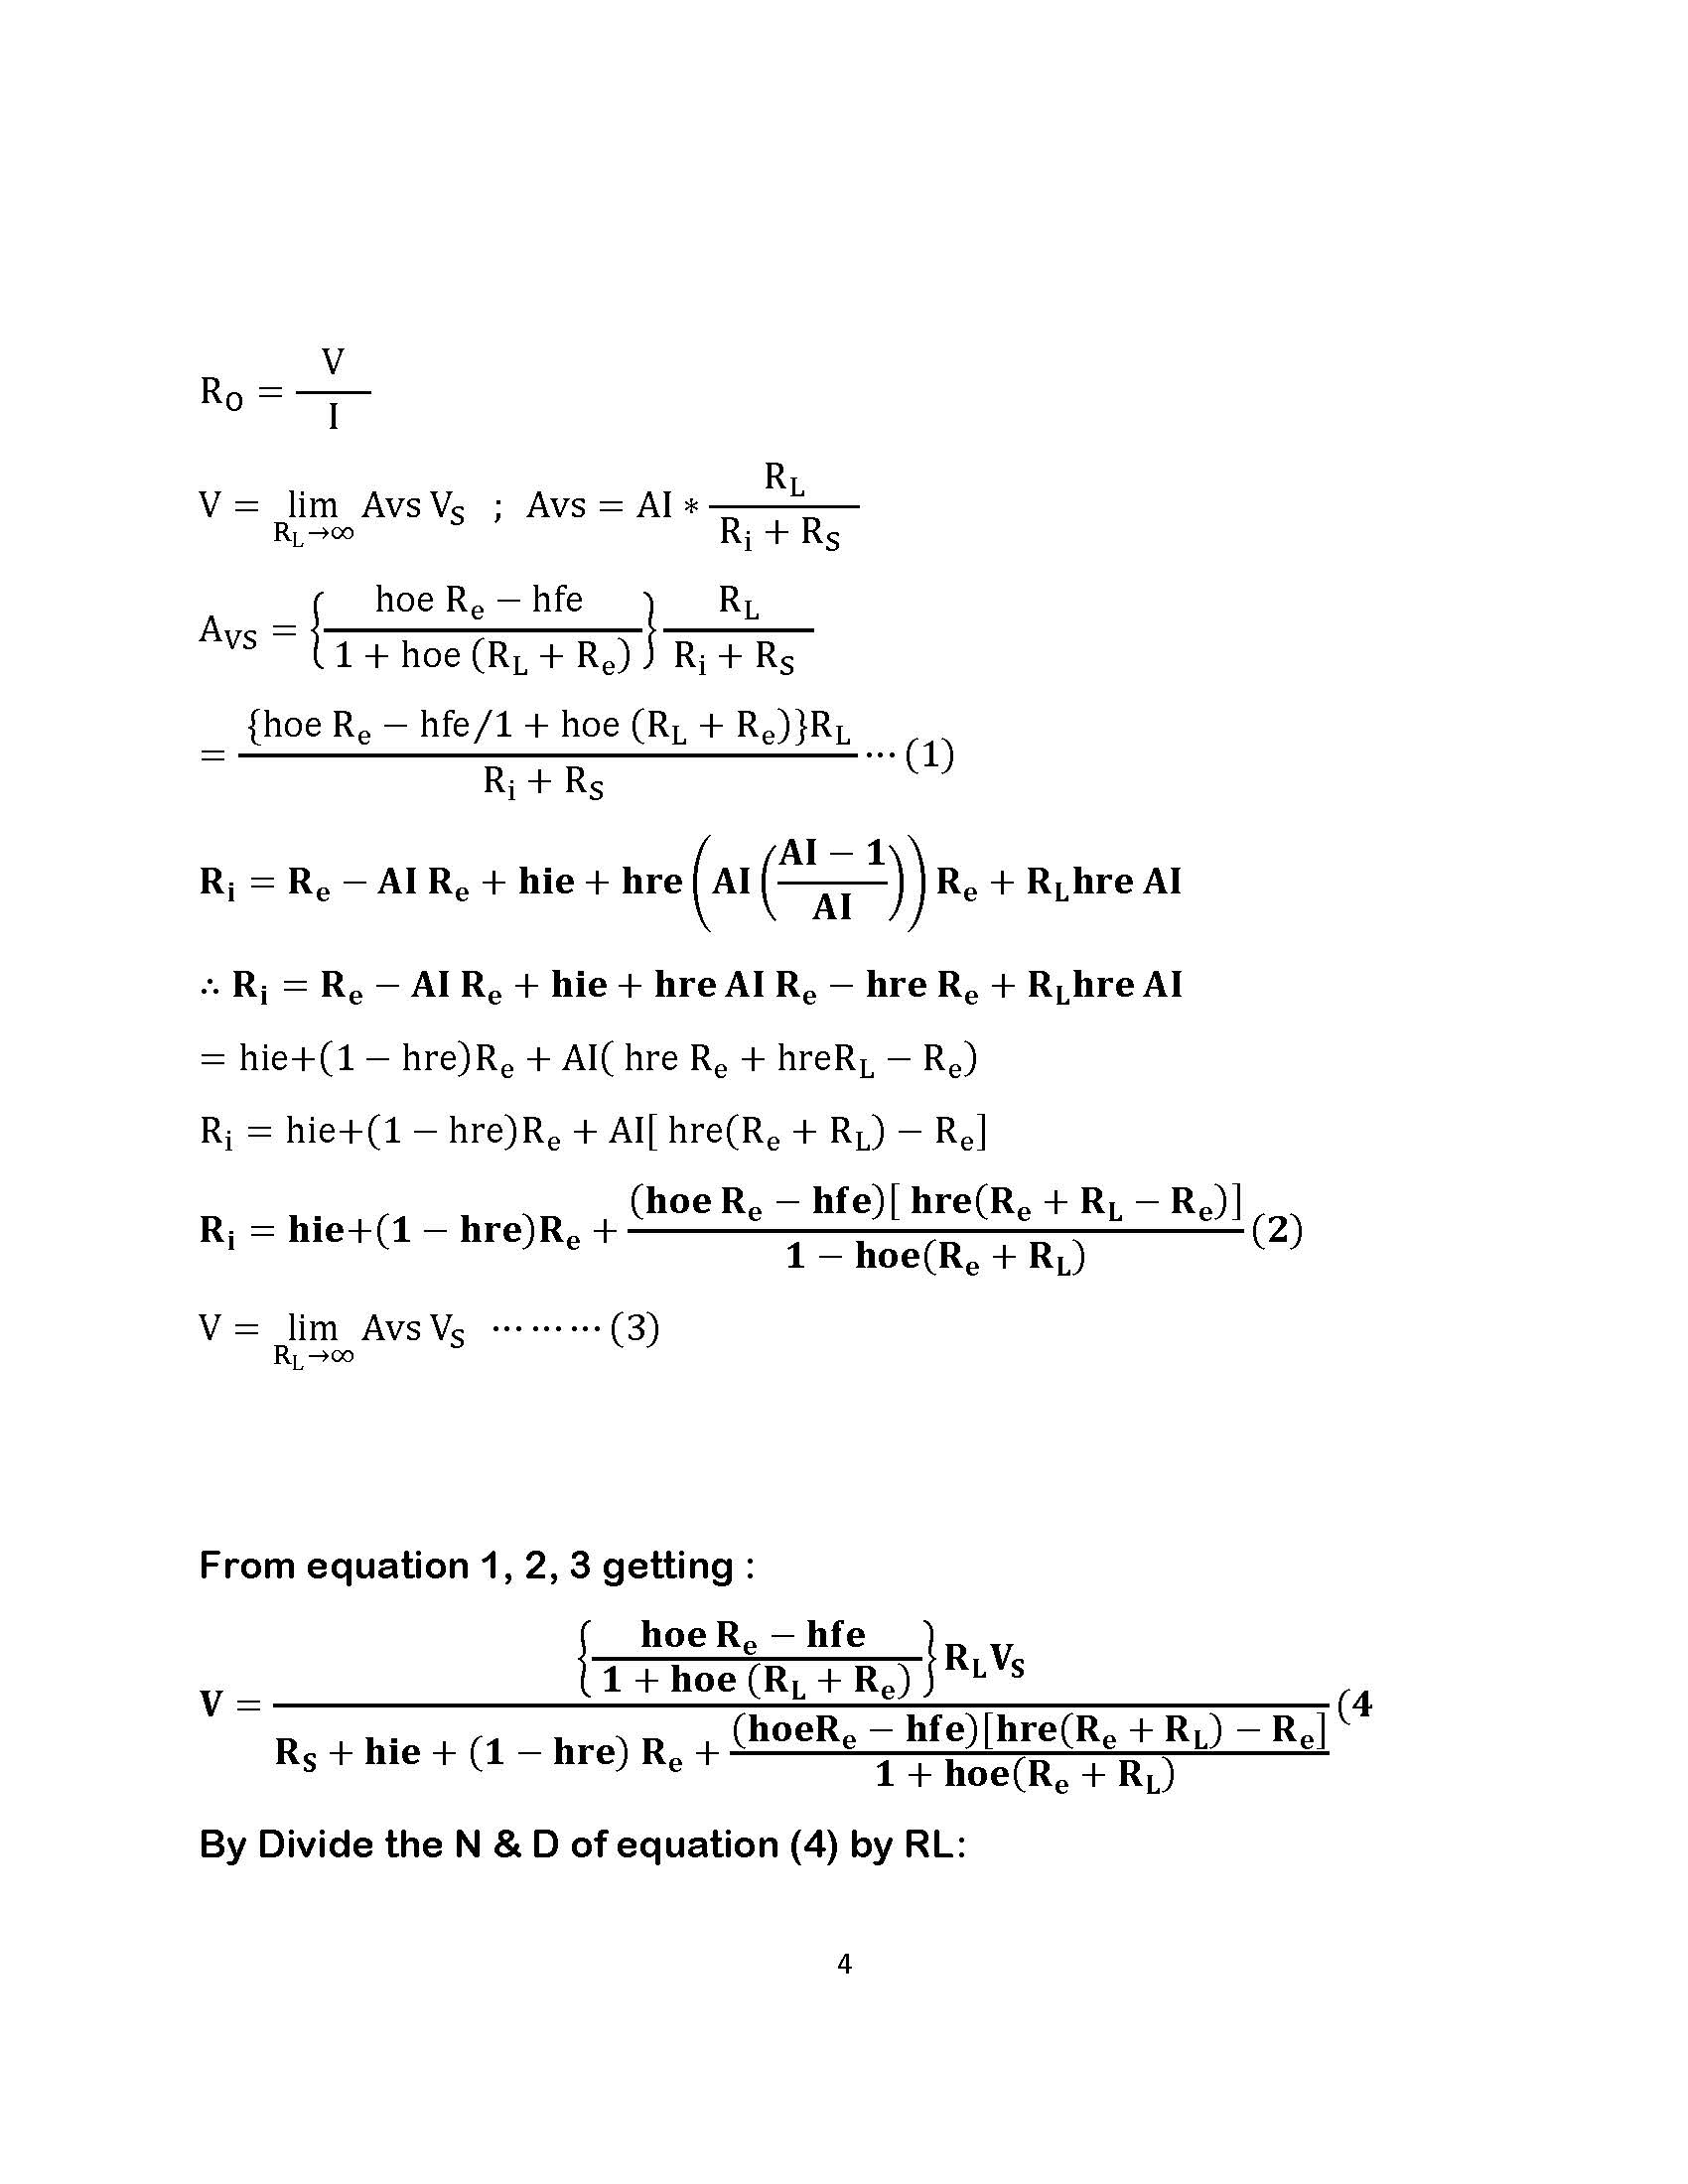 R_O = V / I
V = lim_{R_L→∞} Avs V_S ; Avs = AI ∗ R_L / (R_i + R_S)
A_VS = {(hoe R_e − hfe) / (1 + hoe (R_L + R_e))} R_L / (R_i + R_S)
= {hoe R_e − hfe/1 + hoe (R_L + R_e)}R_L / (R_i + R_S) ⋯ (1)
R_i = R_e − AI R_e + hie + hre (AI ((AI − 1) / AI)) R_e + R_L hre AI
∴ R_i = R_e − AI R_e + hie + hre AI R_e − hre R_e + R_L hre AI
= hie+(1 − hre)R_e + AI( hre R_e + hreR_L − R_e)
R_i = hie+(1 − hre)R_e + AI[ hre(R_e + R_L) − R_e]
R_i = hie+(1 − hre)R_e + (hoe R_e − hfe)[ hre(R_e + R_L − R_e)] / (1 − hoe(R_e + R_L)) (2)
V = lim_{R_L→∞} Avs V_S ⋯ ⋯ ⋯ (3)
From equation 1, 2, 3 getting :
V = {(hoe R_e − hfe) / (1 + hoe (R_L + R_e))} R_L V_S / (R_S + hie + (1 − hre) R_e + (hoeR_e − hfe)[hre(R_e + R_L) − R_e] / (1 + hoe(R_e + R_L))) (4
By Divide the N & D of equation (4) by RL:
4